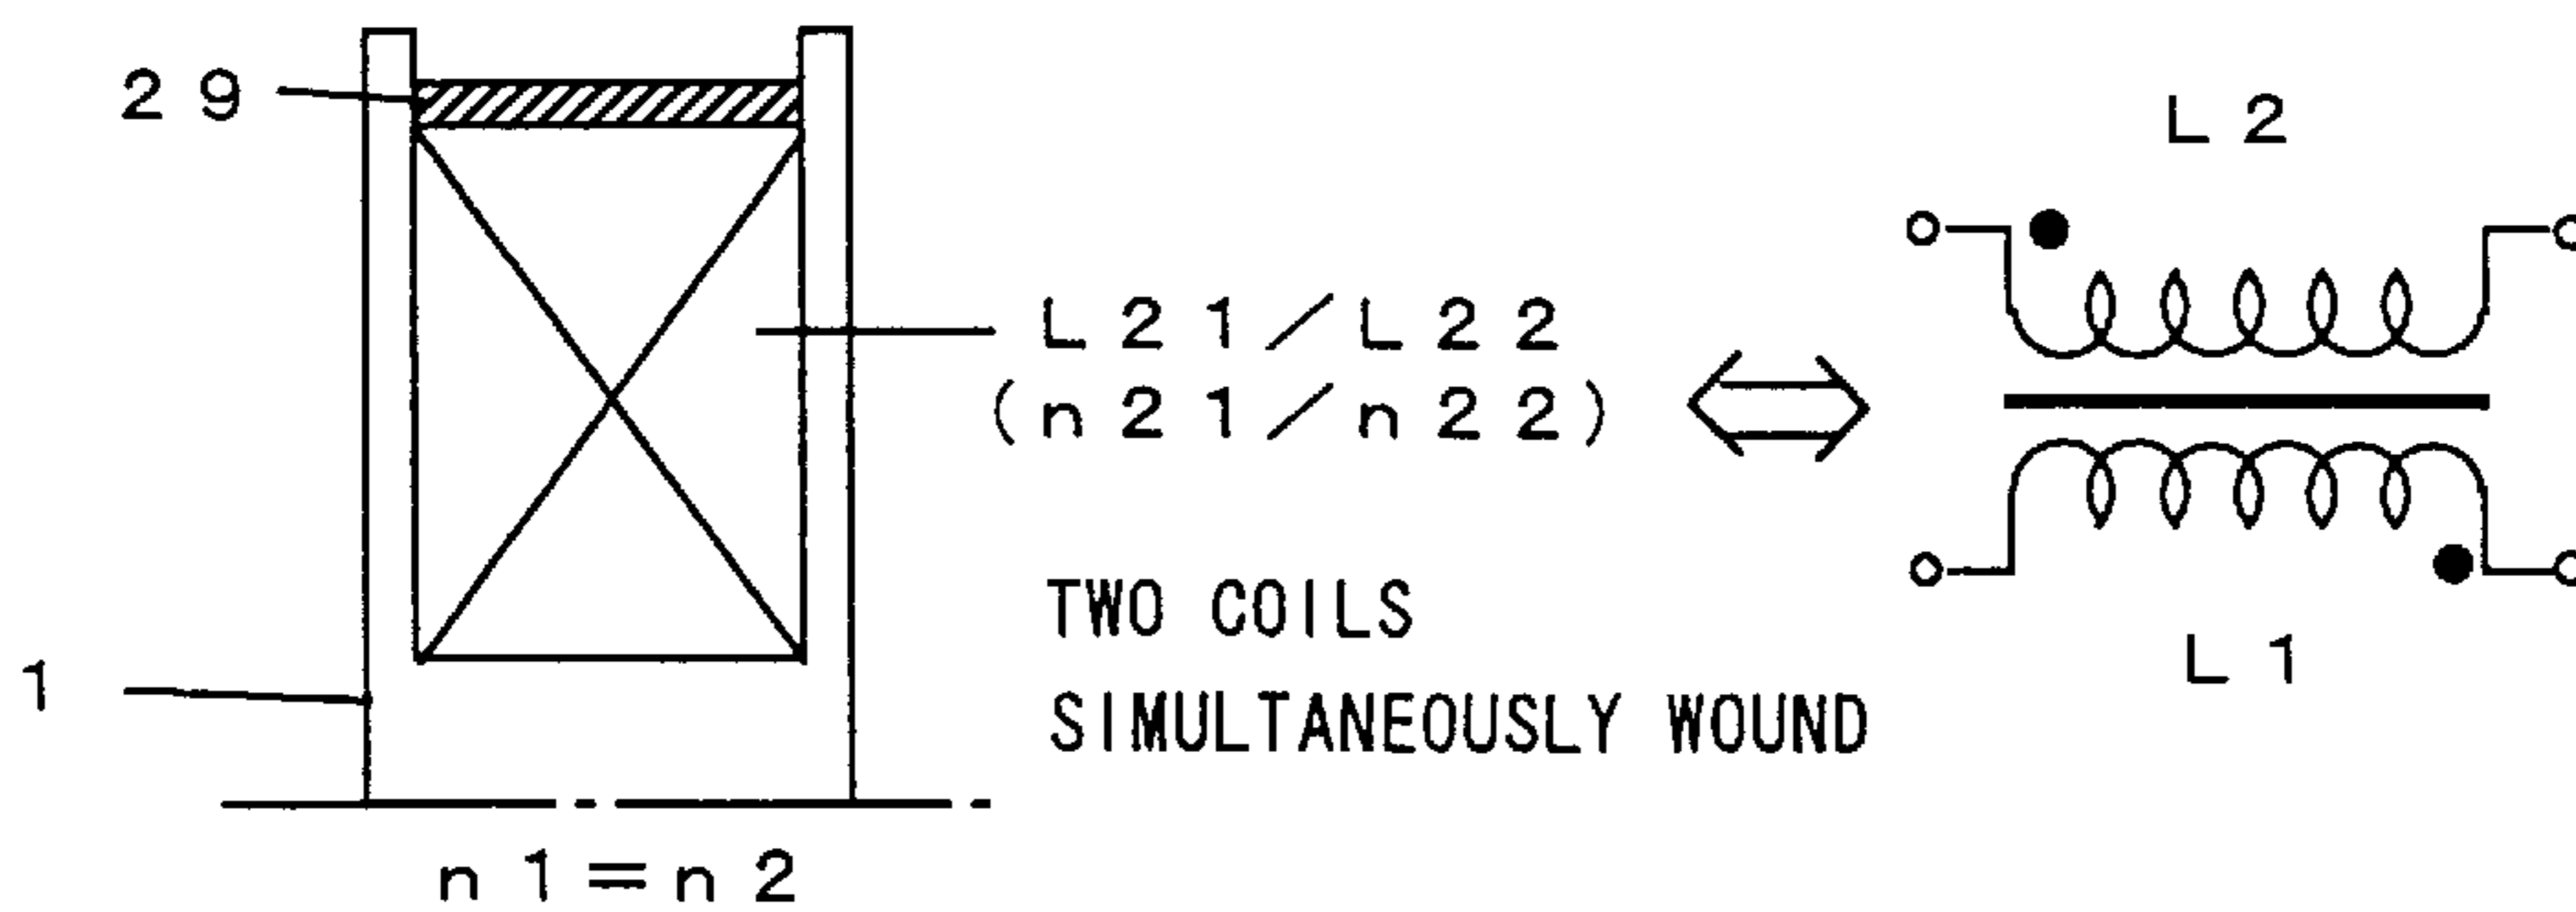 29
L2
L21/L22
(n21/n22)
TWO COILS
SIMULTANEOUSLY WOUND
L1
1
n1=n2